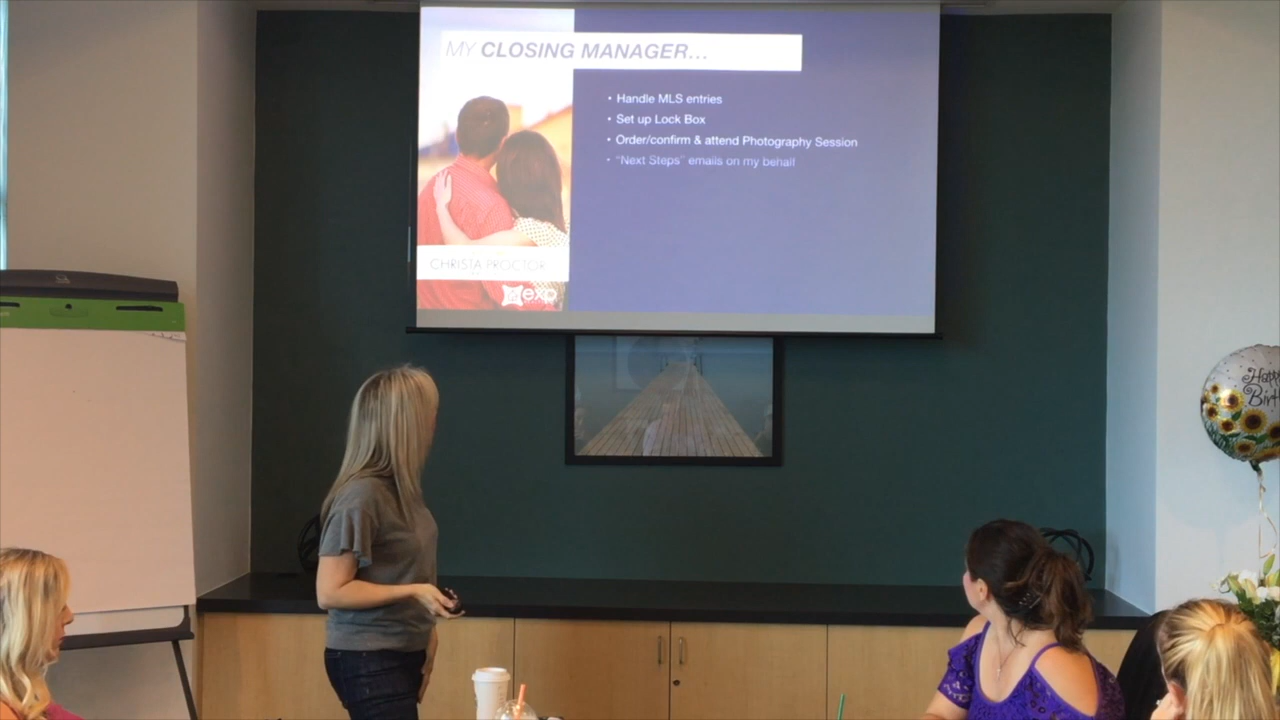 MY CLOSING MANAGER...
• Handle MLS entries
• Set up Lock Box
• Order/confirm & attend Photography Session
• "Next Steps" emails on my behalf
CHRISTA PROCTOR
exp
Happy
Birt